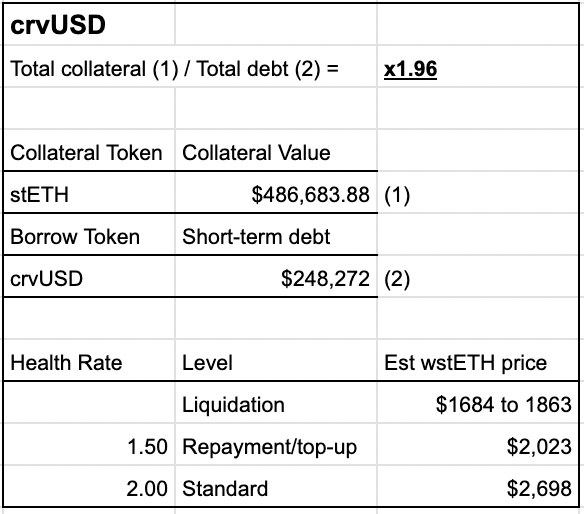 crvUSD
Total collateral (1) / Total debt (2) = x1.96
Collateral Token Collateral Value
stETH $486,683.88 (1)
Borrow Token Short-term debt
crvUSD $248,272 (2)
Health Rate Level Est wstETH price
Liquidation $1684 to 1863
1.50 Repayment/top-up $2,023
2.00 Standard $2,698